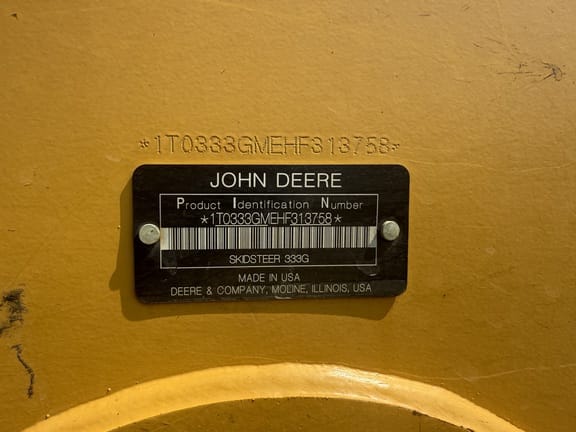 *1T0333GMEHF313758*
JOHN DEERE
Product Identification Number
*1T0333GMEHF313758*
SKIDSTEER 333G
MADE IN USA
DEERE & COMPANY, MOLINE, ILLINOIS, USA